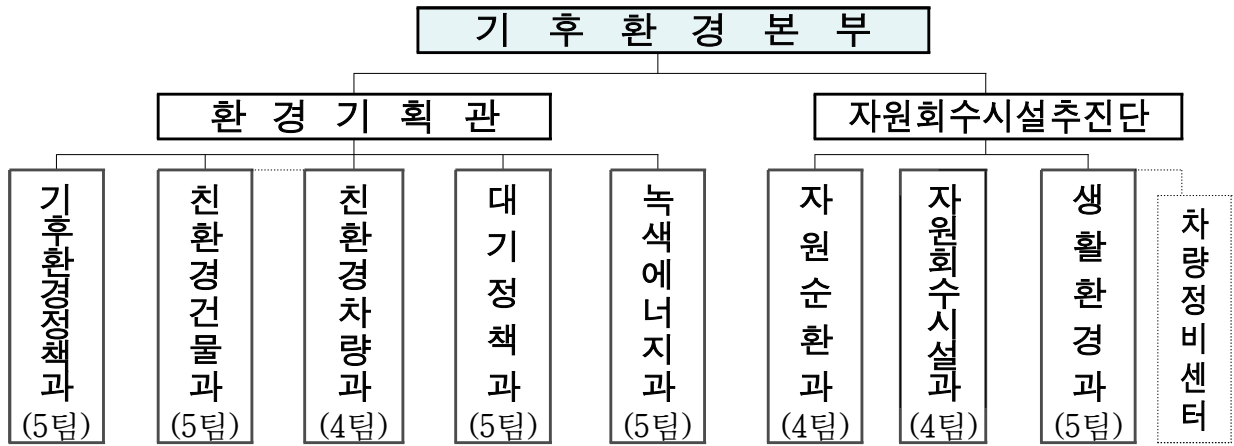 기 후 환 경 본 부
환 경 기 획 관
자원회수시설추진단
기후환경정책과
(5팀)
친환경건물과
(5팀)
친환경차량과
(4팀)
대기정책과
(5팀)
녹색에너지과
(5팀)
자원순환과
(4팀)
자원회수시설과
(4팀)
생활환경과
(5팀)
차량정비센터